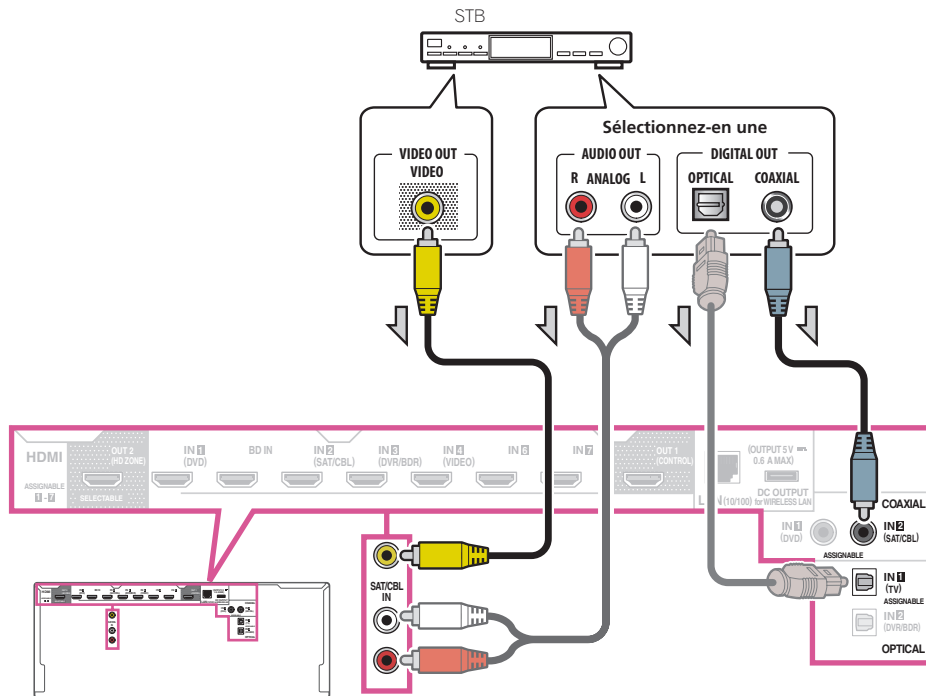 STB
Sélectionnez-en une
VIDEO OUT
VIDEO
AUDIO OUT
R ANALOG L
DIGITAL OUT
OPTICAL COAXIAL
HDMI
ASSIGNABLE
1 - 7
OUT 2
(HD ZONE)
SELECTABLE
IN 1
(DVD)
BD IN
IN 2
(SAT/CBL)
IN 3
(DVR/BDR)
IN 4
(VIDEO)
IN 6
IN 7
OUT 1
(CONTROL)
(OUTPUT 5 V
0.6 A MAX)
LAN (10/100)
DC OUTPUT
for WIRELESS LAN
COAXIAL
IN 1
(DVD)
IN 2
(SAT/CBL)
ASSIGNABLE
IN 1
(TV)
ASSIGNABLE
IN 2
(DVR/BDR)
OPTICAL
SAT/CBL
IN